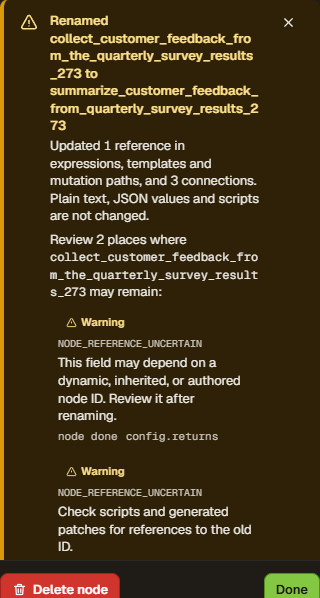 Renamed
collect_customer_feedback_fro
m_the_quarterly_survey_results
_273 to
summarize_customer_feedback_
from_quarterly_survey_results_2
73
Updated 1 reference in
expressions, templates and
mutation paths, and 3 connections.
Plain text, JSON values and scripts
are not changed.
Review 2 places where
collect_customer_feedback_fro
m_the_quarterly_survey_result
s_273 may remain:
Warning
NODE_REFERENCE_UNCERTAIN
This field may depend on a
dynamic, inherited, or authored
node ID. Review it after
renaming.
node done config.returns
Warning
NODE_REFERENCE_UNCERTAIN
Check scripts and generated
patches for references to the old
ID.
Delete node
Done